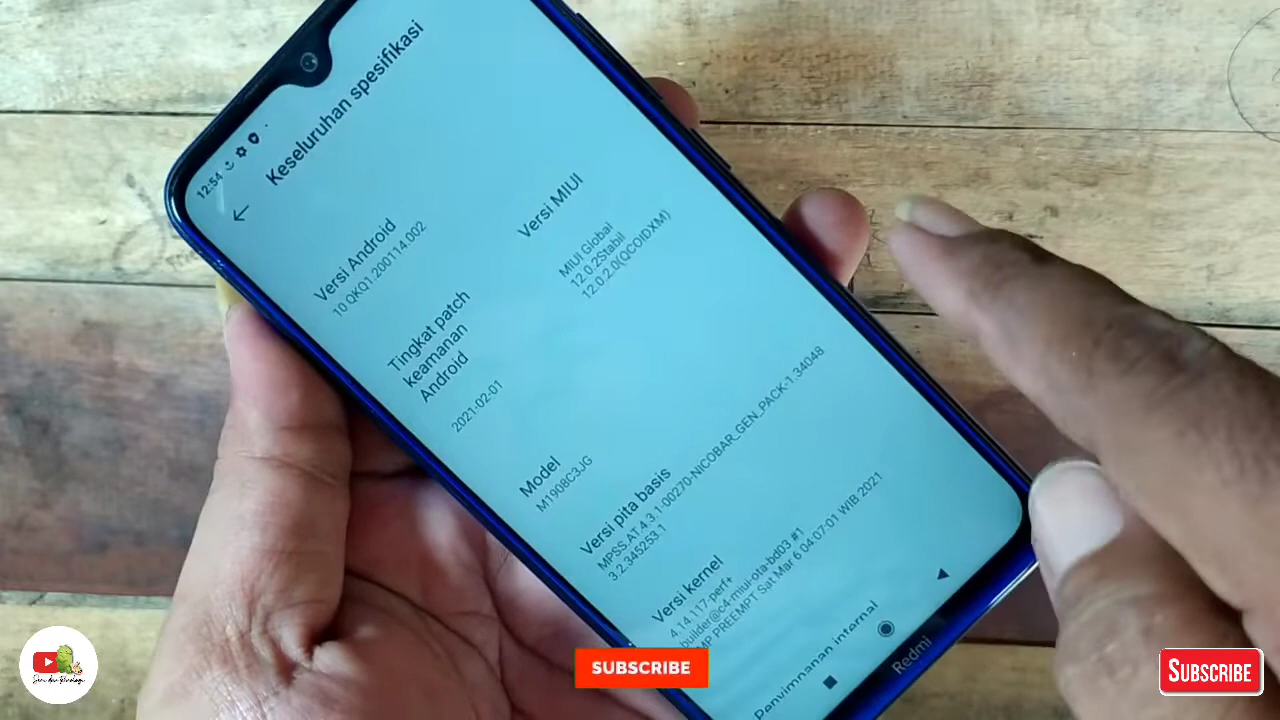 12:54
Keseluruhan spesifikasi
Versi Android
10 QKQ1.200114.002
Versi MIUI
MIUI Global
12.0.2Stabil
12.0.2.0(QCOIDXM)
Tingkat patch
keamanan
Android
2021-02-01
Model
M1908C3JG
Versi pita basis
MPSS.AT.4.3.1-00270-NICOBAR_GEN_PACK-1.34048
3.2.345253.1
Versi kernel
4.14.117-perf+
builder@c4-miui-ota-bd03 #1
MP PREEMPT Sat Mar 6 04:07:01 WIB 2021
Penyimpanan internal
Redmi
SUBSCRIBE
SUBSCRIBE